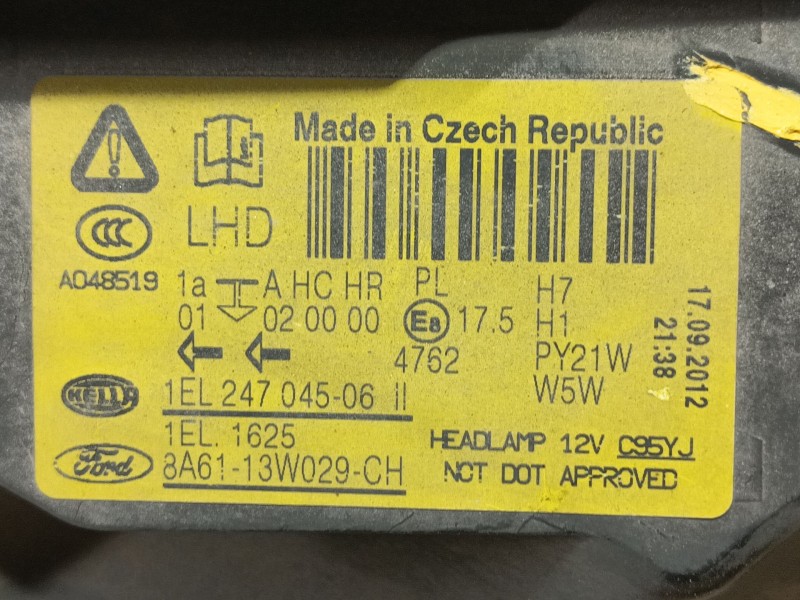 Made in Czech Republic
CCC
LHD
A048519
1a A HC HR PL
01 02 00 00 E8 17.5
4762
H7
H1
PY21W
W5W
17.09.2012
21:38
HELLA
1EL 247 045-06 II
1EL. 1625
Ford
8A61-13W029-CH
HEADLAMP 12V C95YJ
NOT DOT APPROVED